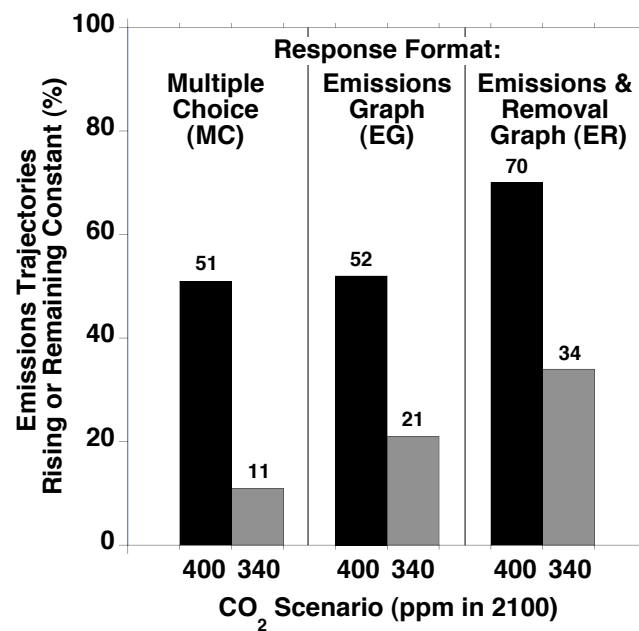 Response Format:
Multiple
Choice
(MC)
Emissions
Graph
(EG)
Emissions &
Removal
Graph (ER)
Emissions Trajectories
Rising or Remaining Constant (%)
100
80
60
40
20
0
51
11
52
21
70
34
400 340 400 340 400 340
CO₂ Scenario (ppm in 2100)